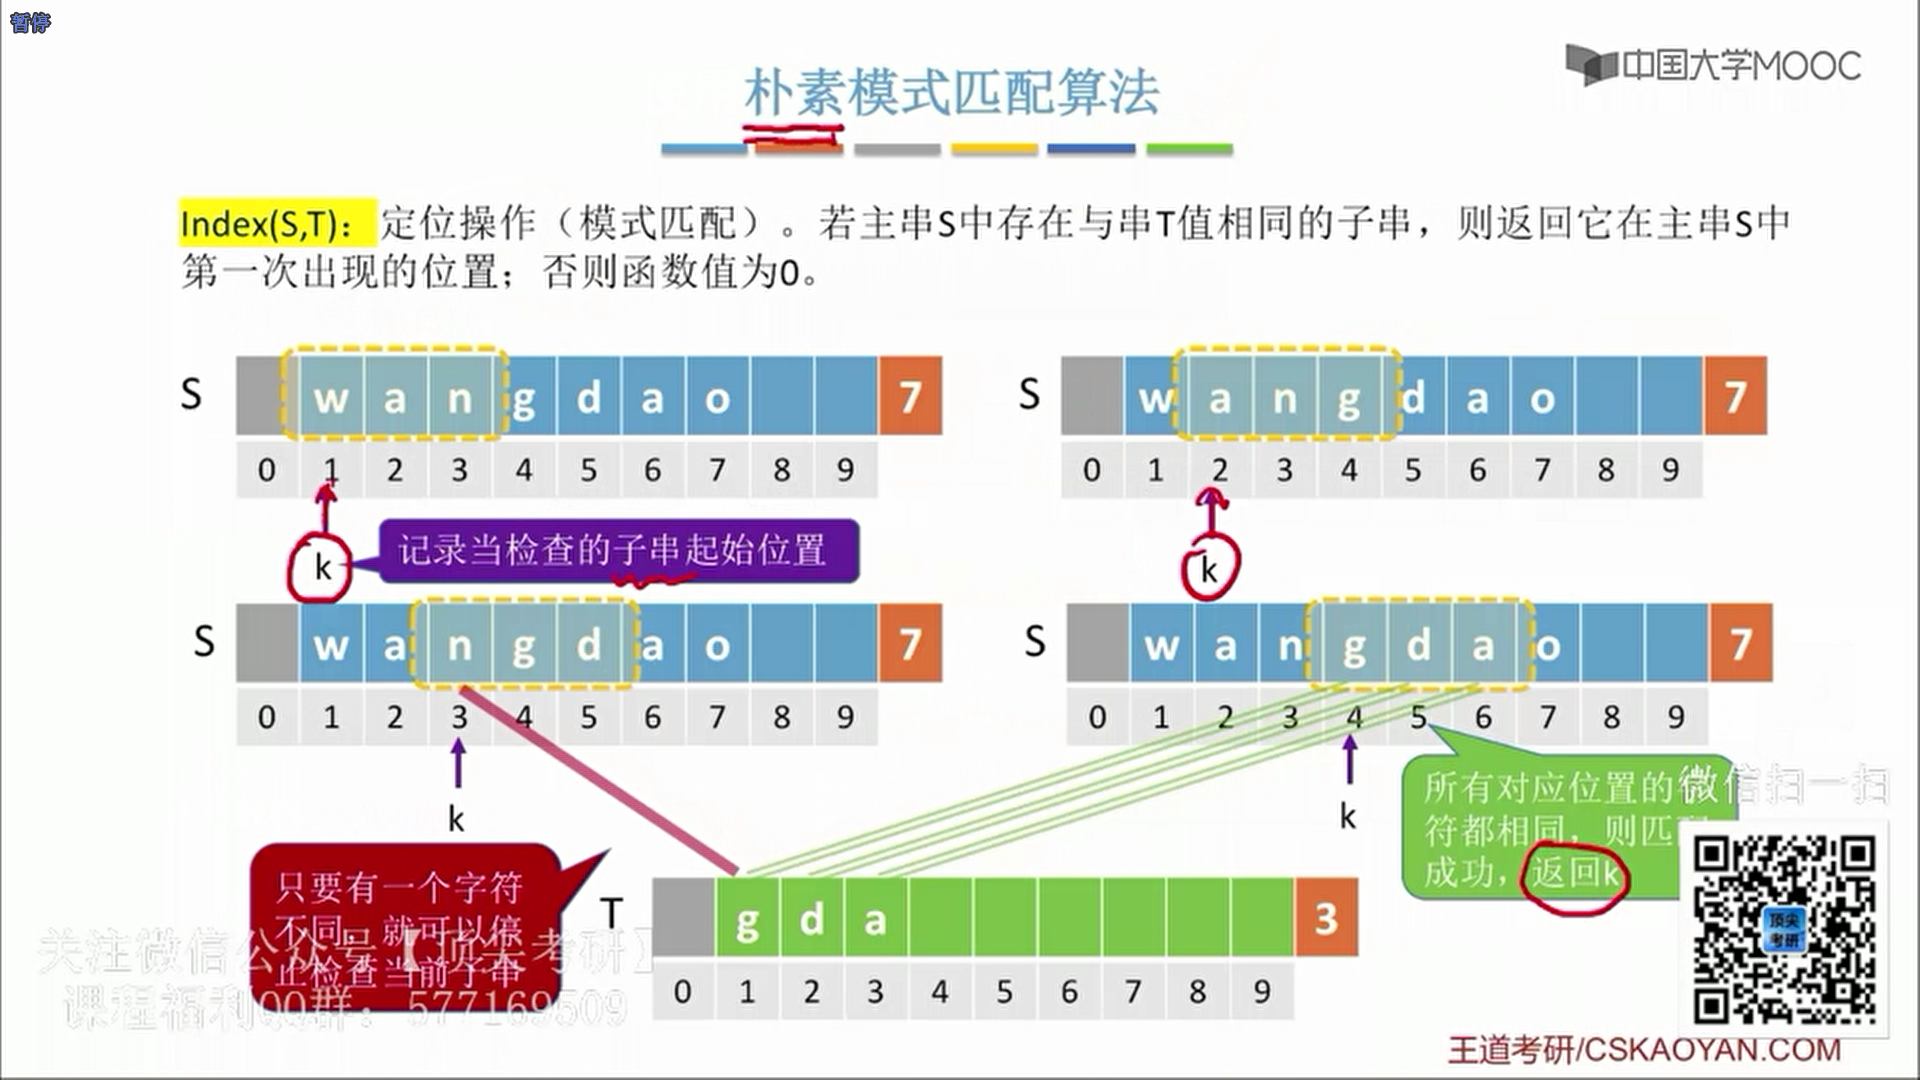 暂停
中国大学MOOC
朴素模式匹配算法
Index(S,T)：定位操作（模式匹配）。若主串S中存在与串T值相同的子串，则返回它在主串S中
第一次出现的位置；否则函数值为0。
S w a n g d a o 7
0 1 2 3 4 5 6 7 8 9
k 记录当检查的子串起始位置
S w a n g d a o 7
0 1 2 3 4 5 6 7 8 9
k
S w a n g d a o 7
0 1 2 3 4 5 6 7 8 9
k
S w a n g d a o 7
0 1 2 3 4 5 6 7 8 9
k
只要有一个字符
不同，就可以停
止检查当前子串
所有对应位置的
符都相同，则匹
成功，返回k
T g d a 3
0 1 2 3 4 5 6 7 8 9
微信扫一扫
顶尖
考研
关注微信公众号【顶尖考研】
课程福利QQ群：577169509
王道考研/CSKAOYAN.COM